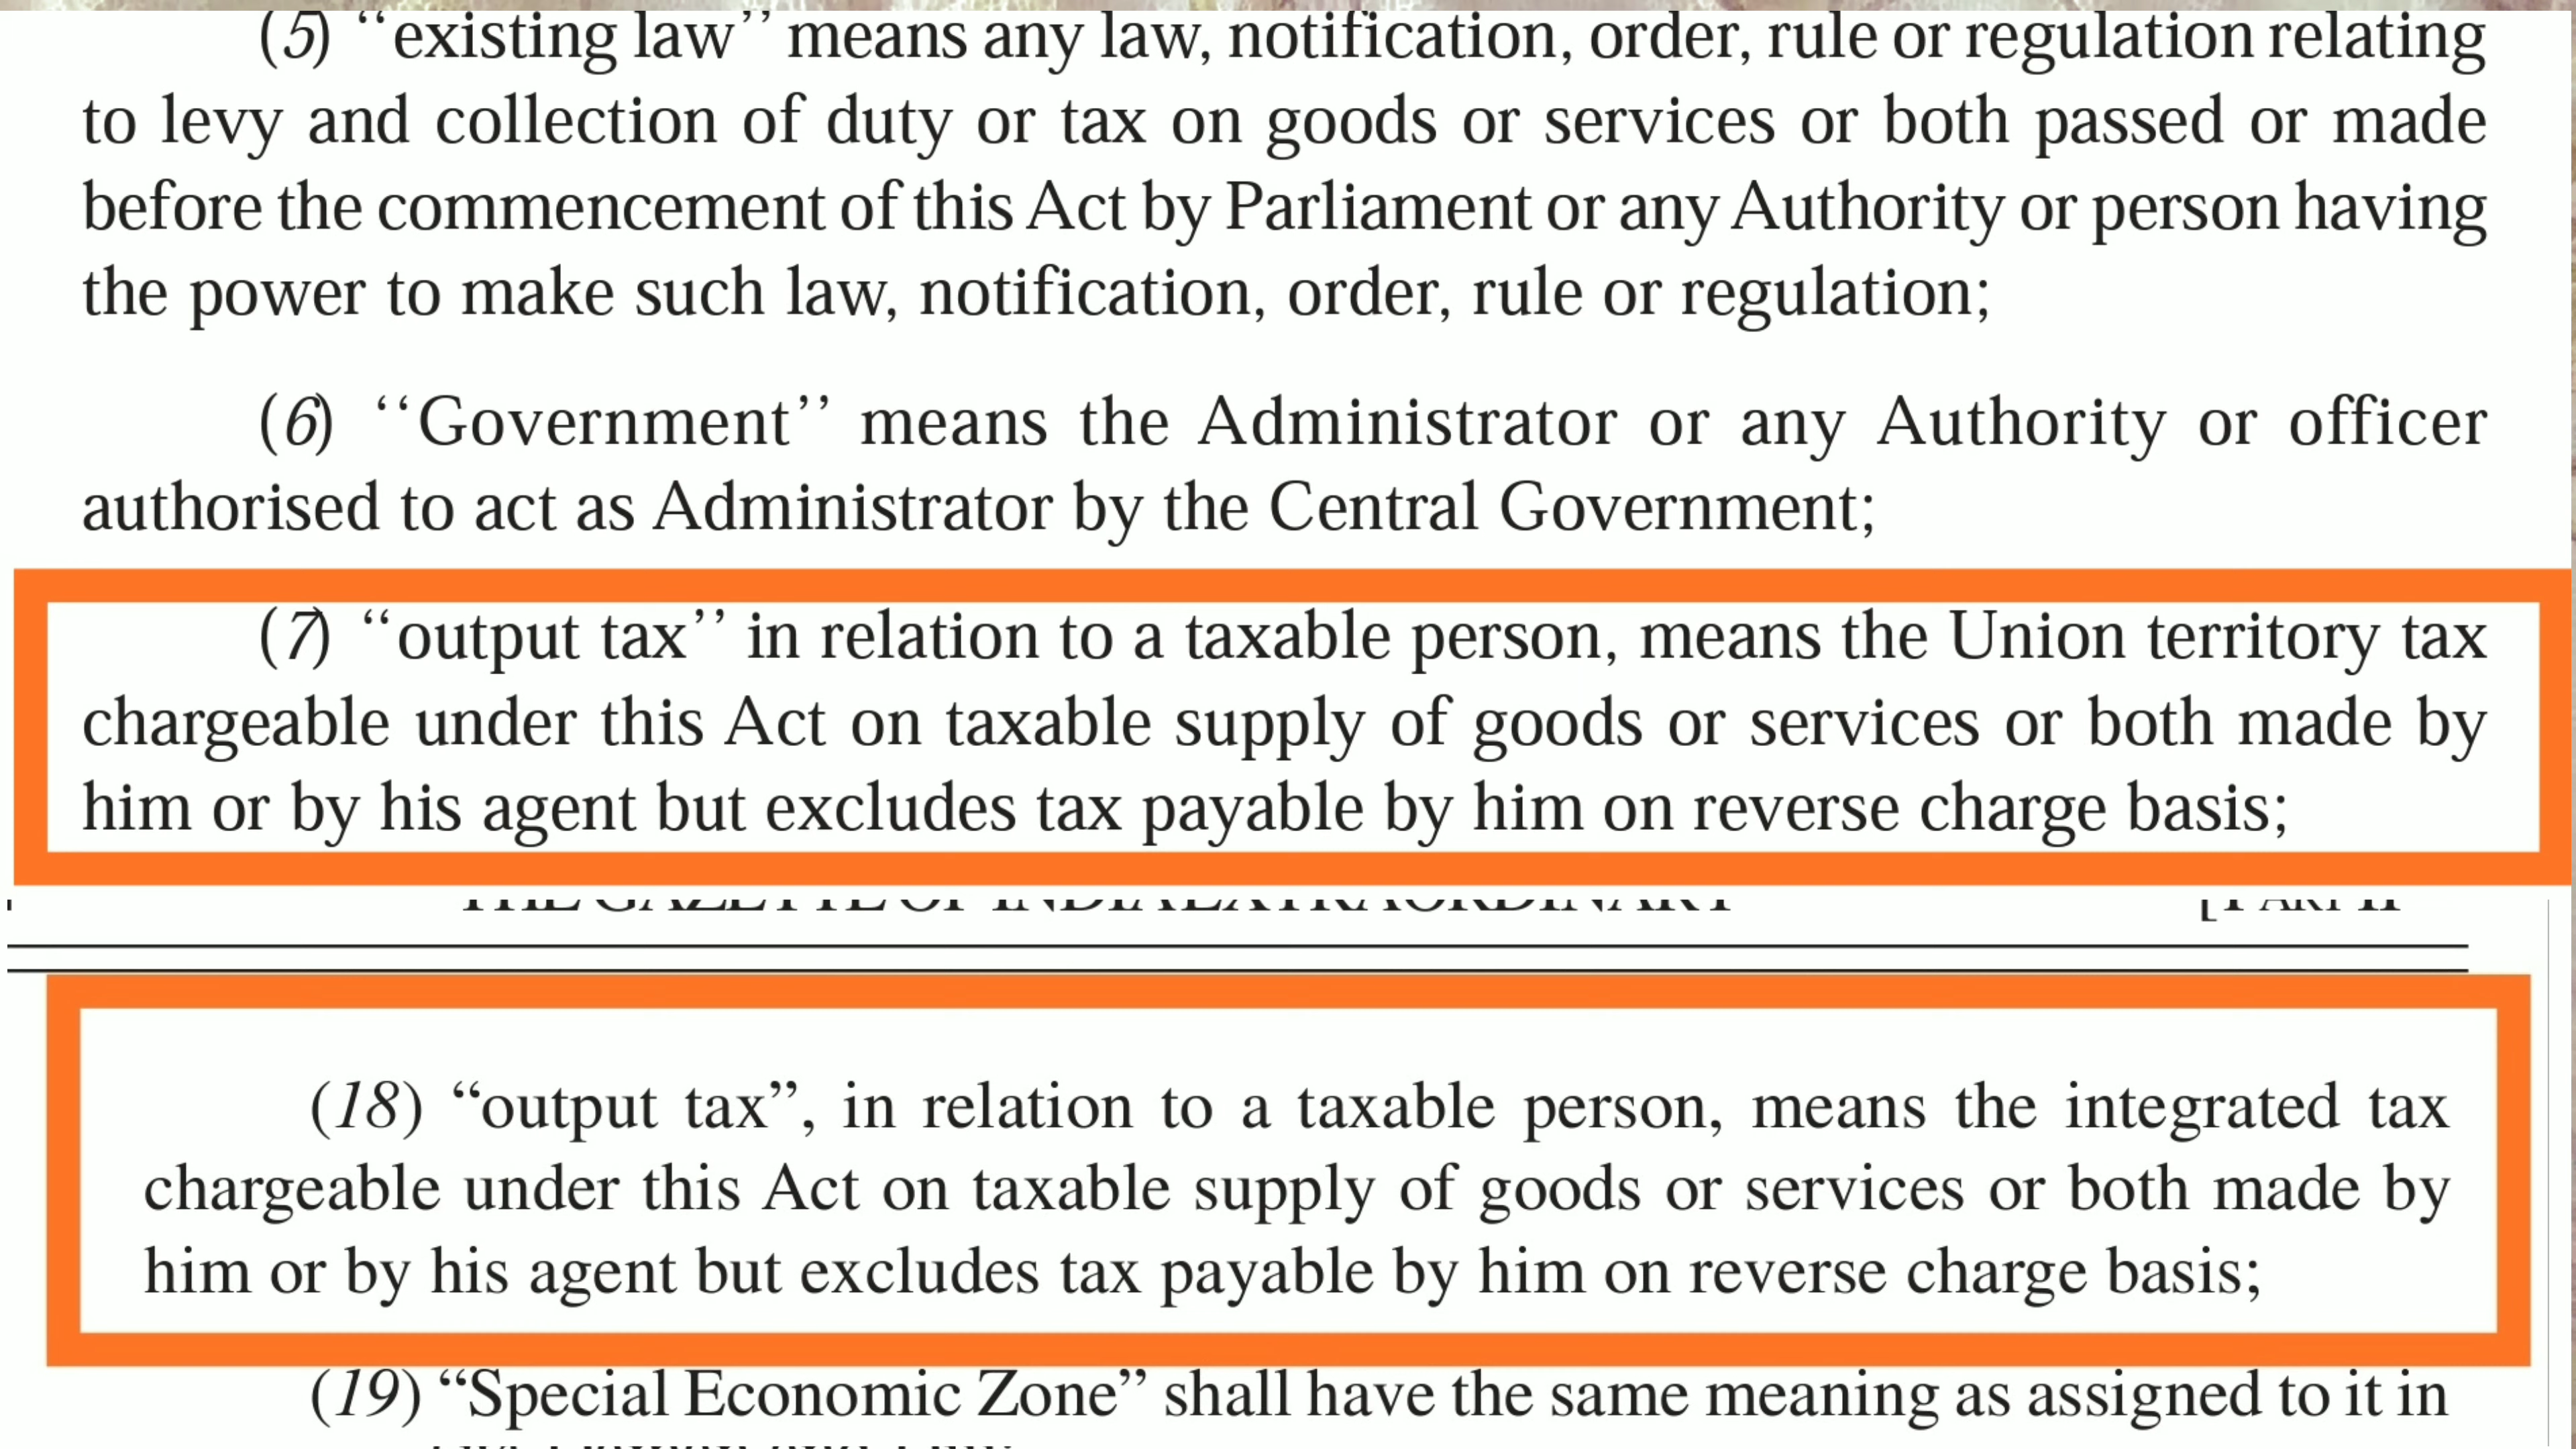 (5) ‘‘existing law’’ means any law, notification, order, rule or regulation relating
to levy and collection of duty or tax on goods or services or both passed or made
before the commencement of this Act by Parliament or any Authority or person having
the power to make such law, notification, order, rule or regulation;
(6) ‘‘Government’’ means the Administrator or any Authority or officer
authorised to act as Administrator by the Central Government;
(7) ‘‘output tax’’ in relation to a taxable person, means the Union territory tax
chargeable under this Act on taxable supply of goods or services or both made by
him or by his agent but excludes tax payable by him on reverse charge basis;
THE GAZETTE OF INDIA EXTRAORDINARY [PART II
(18) “output tax”, in relation to a taxable person, means the integrated tax
chargeable under this Act on taxable supply of goods or services or both made by
him or by his agent but excludes tax payable by him on reverse charge basis;
(19) “Special Economic Zone” shall have the same meaning as assigned to it in